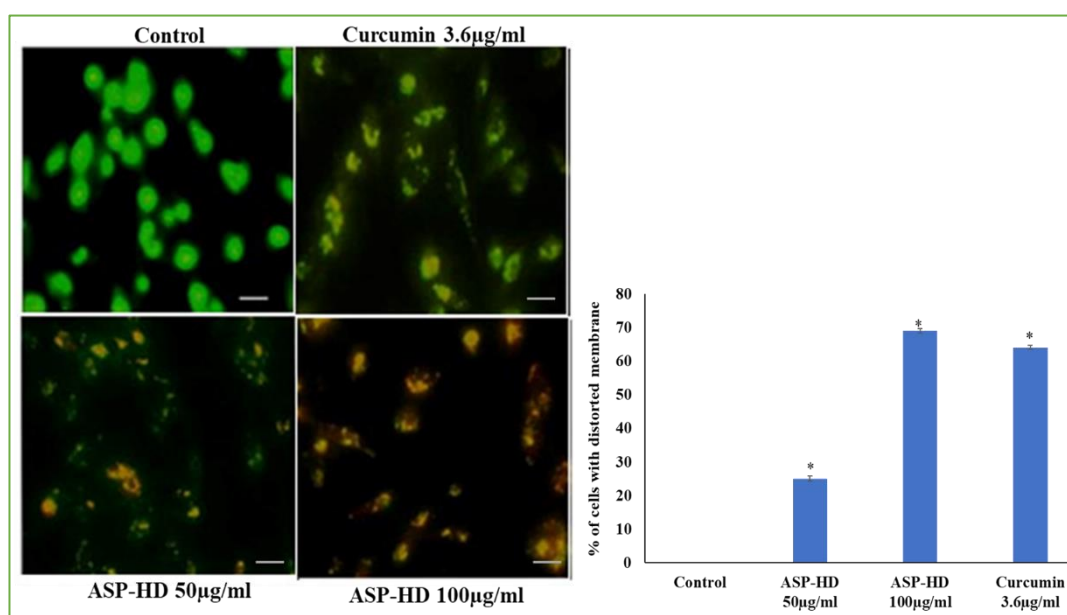 Control
Curcumin 3.6µg/ml
ASP-HD 50µg/ml
ASP-HD 100µg/ml
% of cells with distorted membrane
80
70
60
50
40
30
20
10
0
*
*
*
Control
ASP-HD
50µg/ml
ASP-HD
100µg/ml
Curcumin
3.6µg/ml